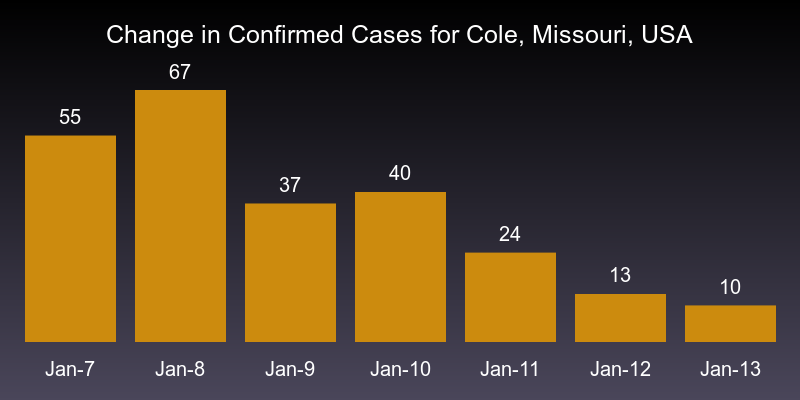 Change in Confirmed Cases for Cole, Missouri, USA
55
67
37
40
24
13
10
Jan-7
Jan-8
Jan-9
Jan-10
Jan-11
Jan-12
Jan-13